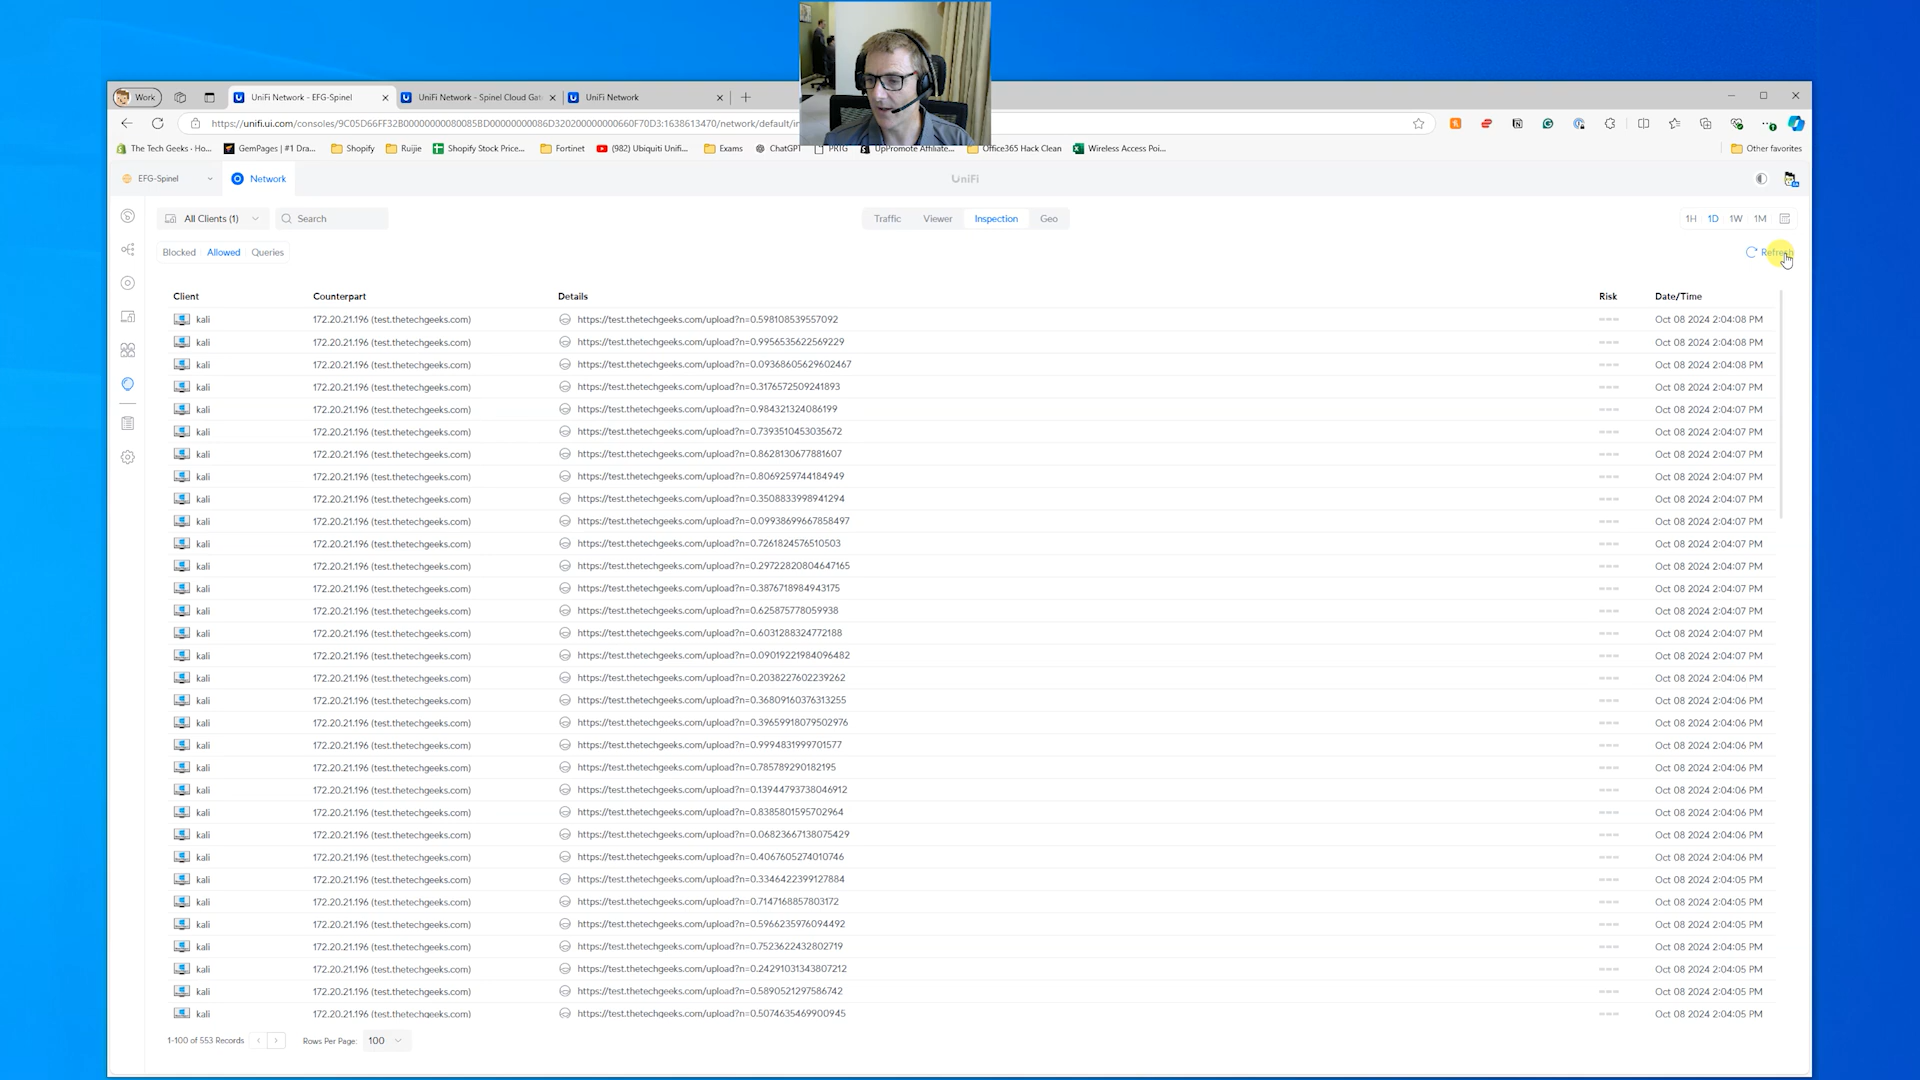 Work
UniFi Network - EFG-Spinel
UniFi Network - Spinel Cloud Gat
UniFi Network
https://unifi.ui.com/consoles/9C05D66FF32B00000000080085BD00000000086D320200000000660F70D3:1638613470/network/default/in
The Tech Geeks - Ho...
GemPages | #1 Dra...
Shopify
Ruijie
Shopify Stock Price...
Fortinet
(982) Ubiquiti Unifi...
Exams
ChatGPT
PRTG
UpPromote Affiliate...
Office365 Hack Clean
Wireless Access Poi...
Other favorites
EFG-Spinel
Network
UniFi
All Clients (1)
Search
Traffic
Viewer
Inspection
Geo
1H
1D
1W
1M
Blocked
Allowed
Queries
Refresh
Client Counterpart Details Risk Date/Time
kali 172.20.21.196 (test.thetechgeeks.com) https://test.thetechgeeks.com/upload?n=0.598108539557092 Oct 08 2024 2:04:08 PM
kali 172.20.21.196 (test.thetechgeeks.com) https://test.thetechgeeks.com/upload?n=0.9956535622569229 Oct 08 2024 2:04:08 PM
kali 172.20.21.196 (test.thetechgeeks.com) https://test.thetechgeeks.com/upload?n=0.09368605629602467 Oct 08 2024 2:04:08 PM
kali 172.20.21.196 (test.thetechgeeks.com) https://test.thetechgeeks.com/upload?n=0.3176572509241893 Oct 08 2024 2:04:07 PM
kali 172.20.21.196 (test.thetechgeeks.com) https://test.thetechgeeks.com/upload?n=0.984321324086199 Oct 08 2024 2:04:07 PM
kali 172.20.21.196 (test.thetechgeeks.com) https://test.thetechgeeks.com/upload?n=0.7393510453035672 Oct 08 2024 2:04:07 PM
kali 172.20.21.196 (test.thetechgeeks.com) https://test.thetechgeeks.com/upload?n=0.8628130677881607 Oct 08 2024 2:04:07 PM
kali 172.20.21.196 (test.thetechgeeks.com) https://test.thetechgeeks.com/upload?n=0.8069259744184949 Oct 08 2024 2:04:07 PM
kali 172.20.21.196 (test.thetechgeeks.com) https://test.thetechgeeks.com/upload?n=0.3508833998941294 Oct 08 2024 2:04:07 PM
kali 172.20.21.196 (test.thetechgeeks.com) https://test.thetechgeeks.com/upload?n=0.09938699667858497 Oct 08 2024 2:04:07 PM
kali 172.20.21.196 (test.thetechgeeks.com) https://test.thetechgeeks.com/upload?n=0.7261824576510503 Oct 08 2024 2:04:07 PM
kali 172.20.21.196 (test.thetechgeeks.com) https://test.thetechgeeks.com/upload?n=0.29722820804647165 Oct 08 2024 2:04:07 PM
kali 172.20.21.196 (test.thetechgeeks.com) https://test.thetechgeeks.com/upload?n=0.3876718984943175 Oct 08 2024 2:04:07 PM
kali 172.20.21.196 (test.thetechgeeks.com) https://test.thetechgeeks.com/upload?n=0.625875778059938 Oct 08 2024 2:04:07 PM
kali 172.20.21.196 (test.thetechgeeks.com) https://test.thetechgeeks.com/upload?n=0.6031288324772188 Oct 08 2024 2:04:07 PM
kali 172.20.21.196 (test.thetechgeeks.com) https://test.thetechgeeks.com/upload?n=0.09019221984096482 Oct 08 2024 2:04:07 PM
kali 172.20.21.196 (test.thetechgeeks.com) https://test.thetechgeeks.com/upload?n=0.2038227602239262 Oct 08 2024 2:04:06 PM
kali 172.20.21.196 (test.thetechgeeks.com) https://test.thetechgeeks.com/upload?n=0.36809160376313255 Oct 08 2024 2:04:06 PM
kali 172.20.21.196 (test.thetechgeeks.com) https://test.thetechgeeks.com/upload?n=0.39659918079502976 Oct 08 2024 2:04:06 PM
kali 172.20.21.196 (test.thetechgeeks.com) https://test.thetechgeeks.com/upload?n=0.9994831999701577 Oct 08 2024 2:04:06 PM
kali 172.20.21.196 (test.thetechgeeks.com) https://test.thetechgeeks.com/upload?n=0.785789290182195 Oct 08 2024 2:04:06 PM
kali 172.20.21.196 (test.thetechgeeks.com) https://test.thetechgeeks.com/upload?n=0.13944793738046912 Oct 08 2024 2:04:06 PM
kali 172.20.21.196 (test.thetechgeeks.com) https://test.thetechgeeks.com/upload?n=0.8385801595702964 Oct 08 2024 2:04:06 PM
kali 172.20.21.196 (test.thetechgeeks.com) https://test.thetechgeeks.com/upload?n=0.06823667138075429 Oct 08 2024 2:04:06 PM
kali 172.20.21.196 (test.thetechgeeks.com) https://test.thetechgeeks.com/upload?n=0.4067605274010746 Oct 08 2024 2:04:06 PM
kali 172.20.21.196 (test.thetechgeeks.com) https://test.thetechgeeks.com/upload?n=0.3346422399127884 Oct 08 2024 2:04:05 PM
kali 172.20.21.196 (test.thetechgeeks.com) https://test.thetechgeeks.com/upload?n=0.7147168857803172 Oct 08 2024 2:04:05 PM
kali 172.20.21.196 (test.thetechgeeks.com) https://test.thetechgeeks.com/upload?n=0.5966235976094492 Oct 08 2024 2:04:05 PM
kali 172.20.21.196 (test.thetechgeeks.com) https://test.thetechgeeks.com/upload?n=0.7523622432802719 Oct 08 2024 2:04:05 PM
kali 172.20.21.196 (test.thetechgeeks.com) https://test.thetechgeeks.com/upload?n=0.24291031343807212 Oct 08 2024 2:04:05 PM
kali 172.20.21.196 (test.thetechgeeks.com) https://test.thetechgeeks.com/upload?n=0.5890521297586742 Oct 08 2024 2:04:05 PM
kali 172.20.21.196 (test.thetechgeeks.com) https://test.thetechgeeks.com/upload?n=0.5074635469900945 Oct 08 2024 2:04:05 PM
1-100 of 553 Records
Rows Per Page: 100